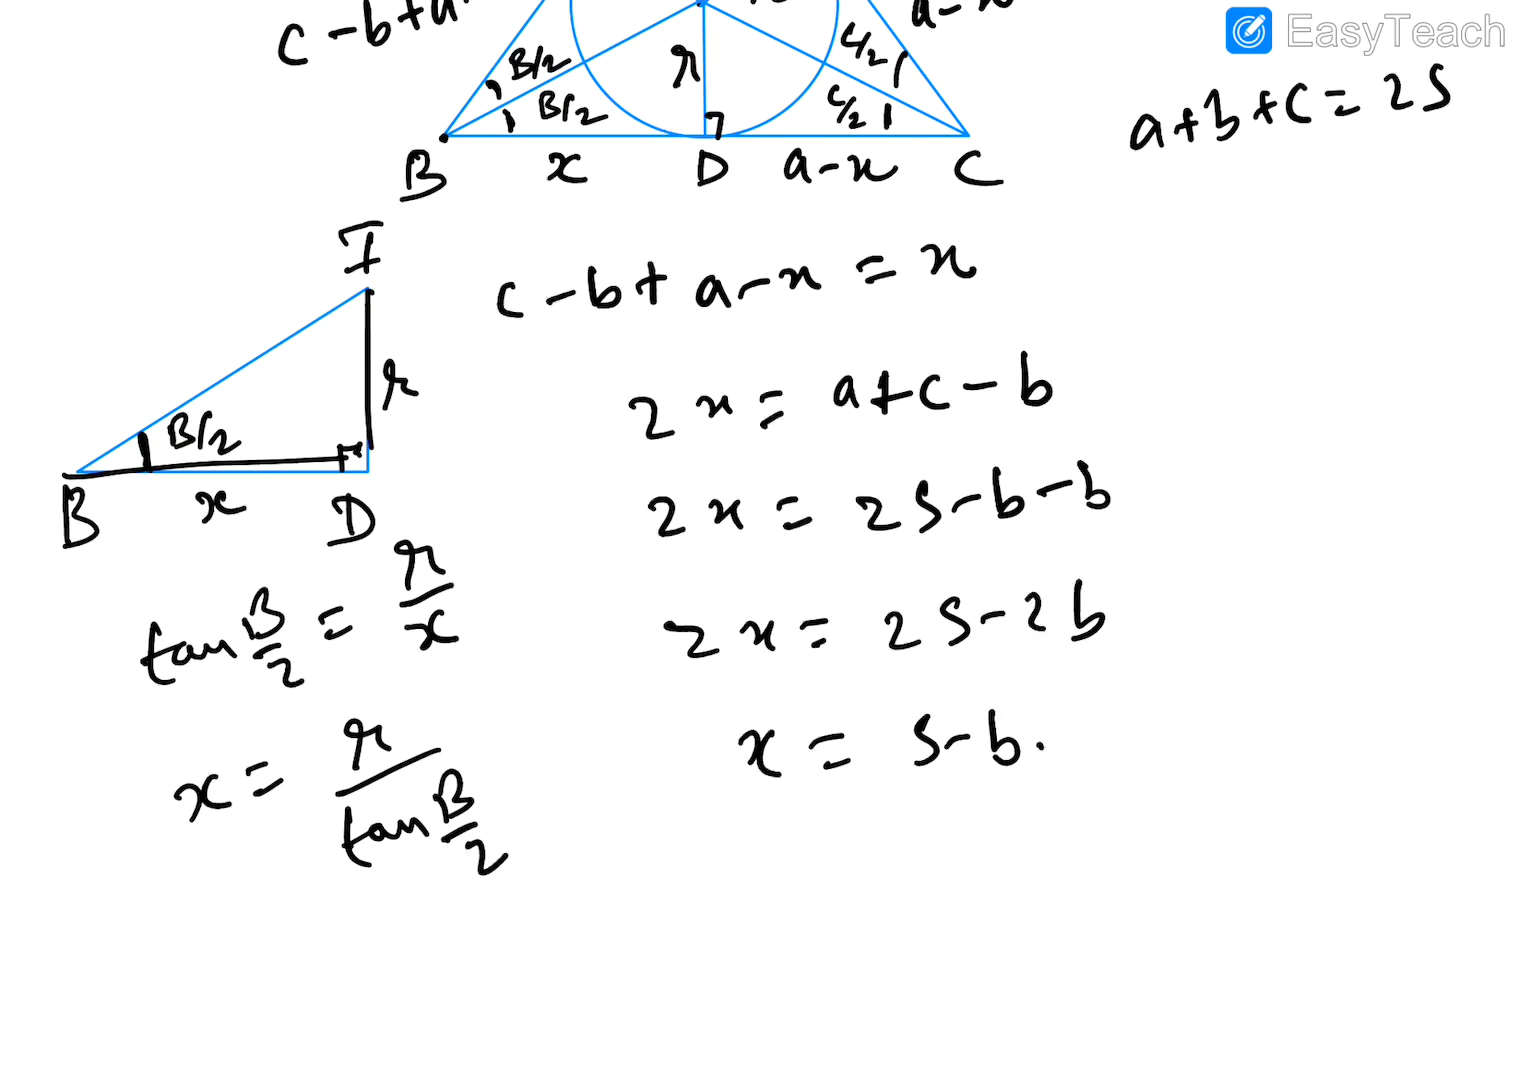 EasyTeach
c - b + a
a - x
B/2
B/2
r
C/2
C/2
a + b + c = 2S
B x D a-x C
I
c - b + a - x = x
r
B/2
2x = a + c - b
B x D
2x = 2S - b - b
tan B/2 = r/x
2x = 2S - 2b
x = r/tan B/2
x = S - b.